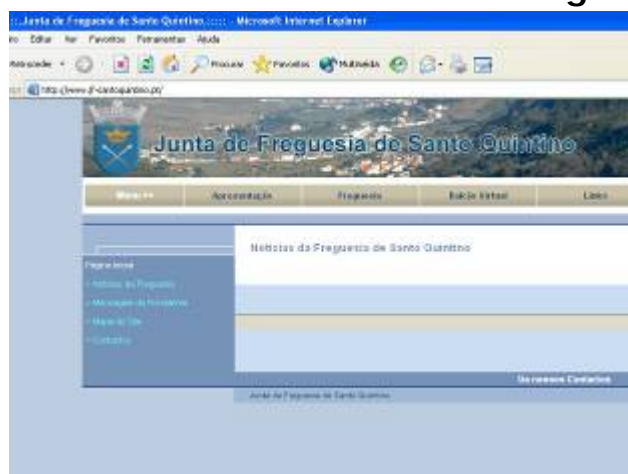 :::.Junta de Freguesia de Santo Quintino.::::: - Microsoft Internet Explorer
Editar Ver Favoritos Ferramentas Ajuda
Retroceder Procurar Favoritos Multimédia
http://www.jf-santoquintino.pt/
Junta de Freguesia de Santo Quintino
Menu >> Apresentação Freguesia Balcão Virtual Links
Notícias da Freguesia de Santo Quintino
Página Inicial
» Notícias da Freguesia
» Mensagem do Presidente
» Mapa do Site
» Contactos
Os nossos Contactos
Junta de Freguesia de Santo Quintino